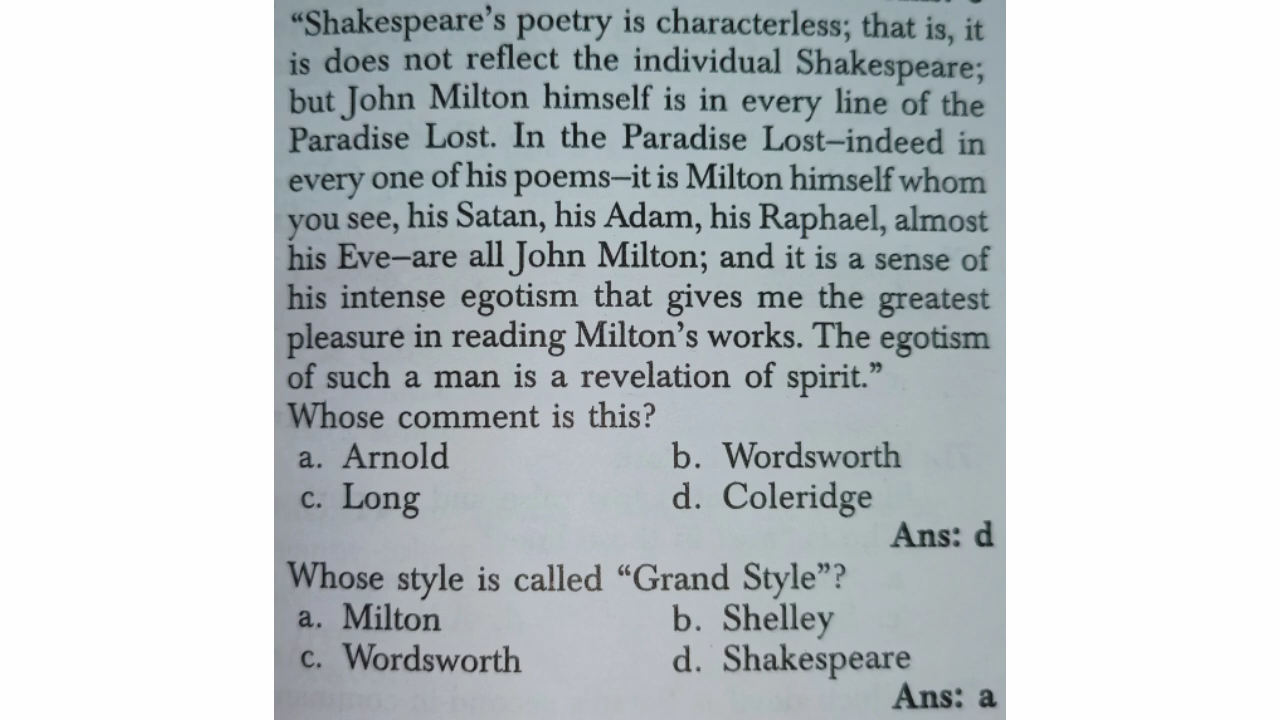 “Shakespeare’s poetry is characterless; that is, it
is does not reflect the individual Shakespeare;
but John Milton himself is in every line of the
Paradise Lost. In the Paradise Lost—indeed in
every one of his poems—it is Milton himself whom
you see, his Satan, his Adam, his Raphael, almost
his Eve—are all John Milton; and it is a sense of
his intense egotism that gives me the greatest
pleasure in reading Milton’s works. The egotism
of such a man is a revelation of spirit.”
Whose comment is this?
a. Arnold b. Wordsworth
c. Long d. Coleridge
Ans: d
Whose style is called “Grand Style”?
a. Milton b. Shelley
c. Wordsworth d. Shakespeare
Ans: a